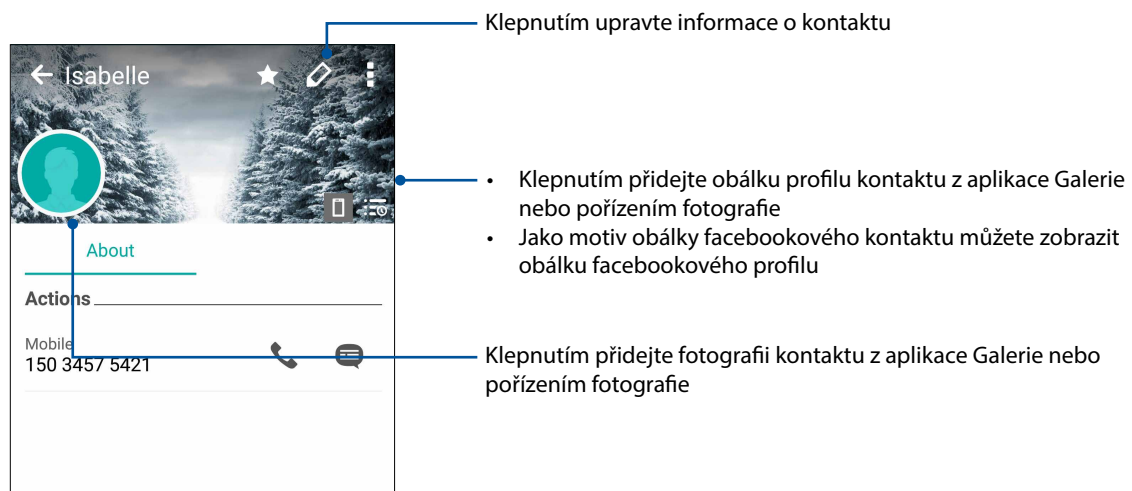 Klepnutím upravte informace o kontaktu
Isabelle
• Klepnutím přidejte obálku profilu kontaktu z aplikace Galerie
nebo pořízením fotografie
• Jako motiv obálky facebookového kontaktu můžete zobrazit
obálku facebookového profilu
About
Actions
Mobile
150 3457 5421
Klepnutím přidejte fotografii kontaktu z aplikace Galerie nebo
pořízením fotografie